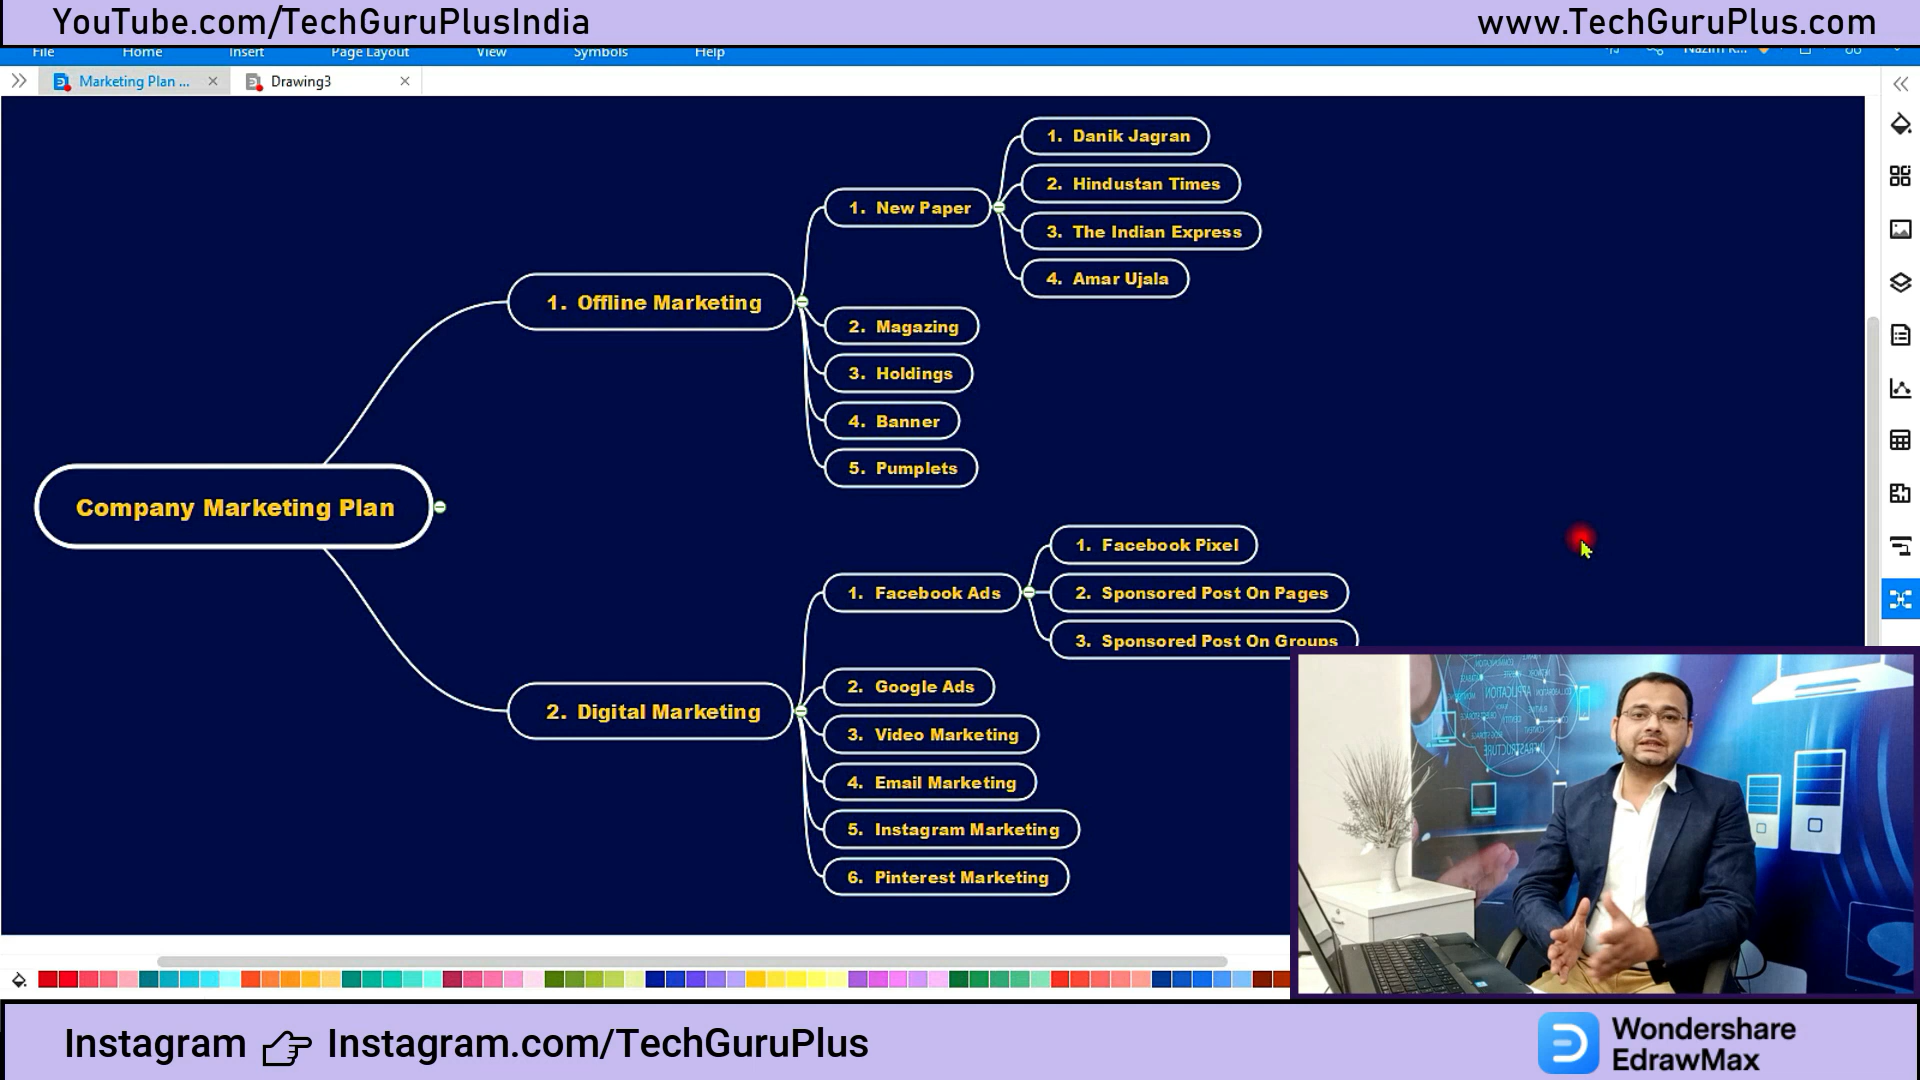 YouTube.com/TechGuruPlusIndia
www.TechGuruPlus.com
File Home Insert Page Layout View Symbols Help
Marketing Plan ...
Drawing3
1. Danik Jagran
2. Hindustan Times
1. New Paper
3. The Indian Express
4. Amar Ujala
1. Offline Marketing
2. Magazing
3. Holdings
4. Banner
5. Pumplets
Company Marketing Plan
1. Facebook Pixel
1. Facebook Ads
2. Sponsored Post On Pages
3. Sponsored Post On Groups
2. Google Ads
2. Digital Marketing
3. Video Marketing
4. Email Marketing
5. Instagram Marketing
6. Pinterest Marketing
Instagram
Instagram.com/TechGuruPlus
Wondershare
EdrawMax